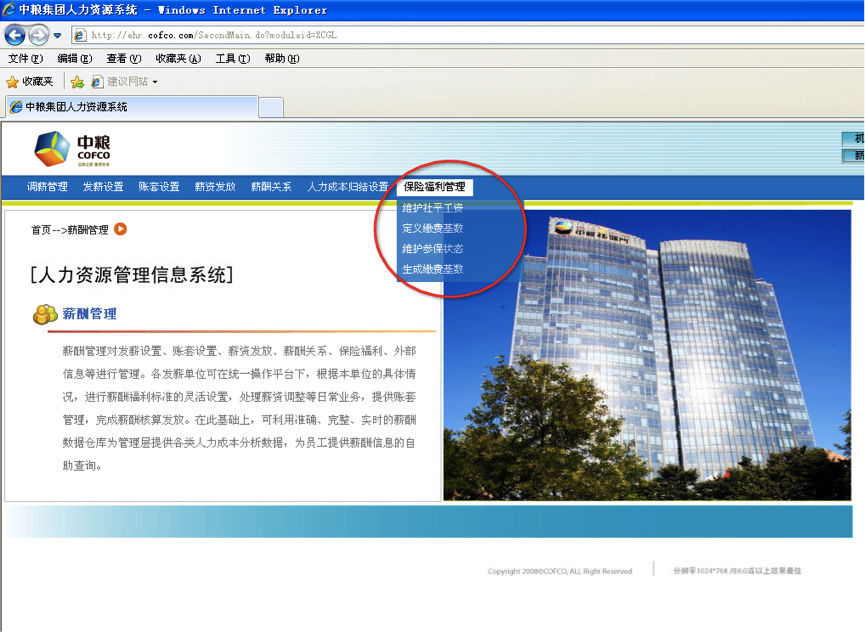 中粮集团人力资源系统 - Windows Internet Explorer
http://ehr.cofco.com/SecondMain.do?moduleid=XCGL
文件(F) 编辑(E) 查看(V) 收藏夹(A) 工具(T) 帮助(H)
收藏夹 建议网站
中粮集团人力资源系统
中粮
COFCO
调薪管理 发薪设置 账套设置 薪资发放 薪酬关系 人力成本归结设置 保险福利管理
维护社平工资
定义缴费基数
维护参保状态
生成缴费基数
首页-->薪酬管理
[人力资源管理信息系统]
薪酬管理
薪酬管理对发薪设置、账套设置、薪资发放、薪酬关系、保险福利、外部
信息等进行管理。各发薪单位可在统一操作平台下，根据本单位的具体情
况，进行薪酬福利标准的灵活设置，处理薪资调整等日常业务，提供账套
管理，完成薪酬核算发放。在此基础上，可利用准确、完整、实时的薪酬
数据仓库为管理层提供各类人力成本分析数据，为员工提供薪酬信息的自
助查询。
Copyright 2008©COFCO, ALL Right Reserved
分辨率1024*768 /IE6.0或以上效果最佳